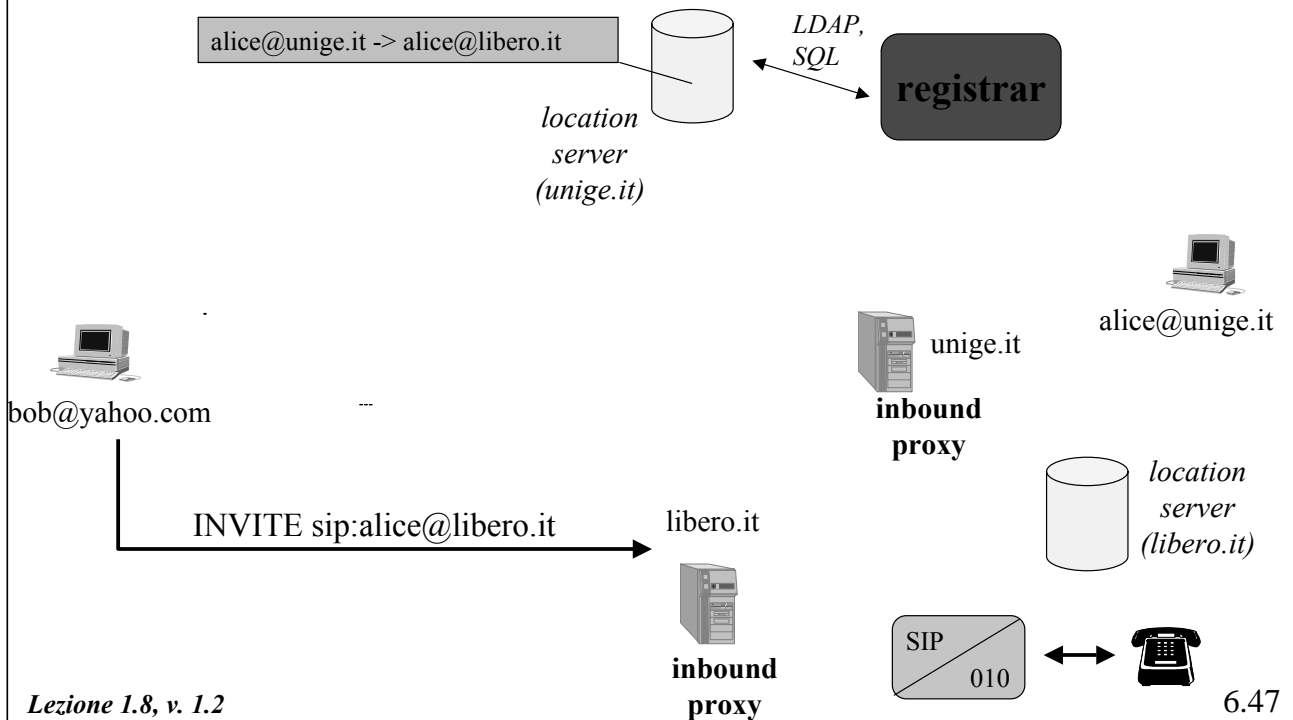 alice@unige.it -> alice@libero.it
LDAP,
SQL
registrar
location
server
(unige.it)
alice@unige.it
unige.it
inbound
proxy
bob@yahoo.com
---
location
server
(libero.it)
INVITE sip:alice@libero.it
libero.it
inbound
proxy
SIP
010
Lezione 1.8, v. 1.2
6.47